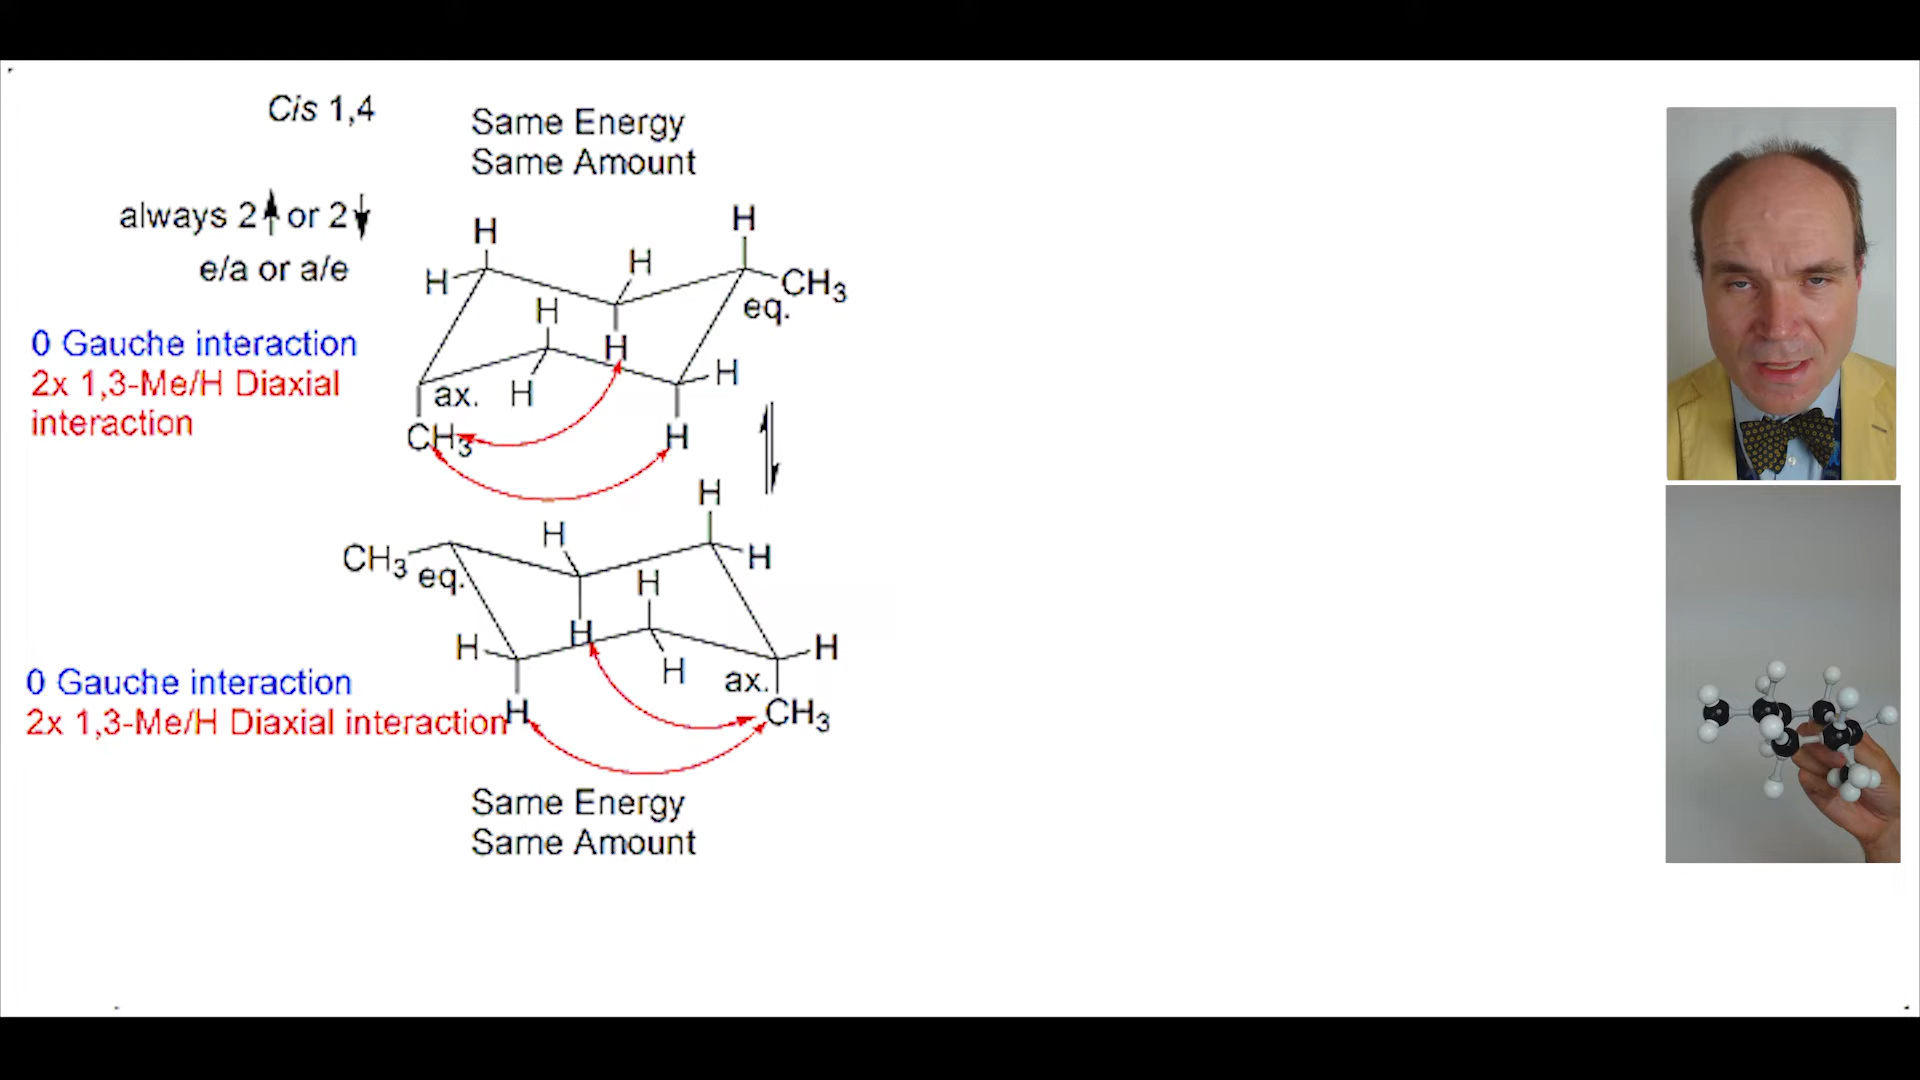 Cis 1,4
Same Energy
Same Amount
always 2↑ or 2↓
e/a or a/e
0 Gauche interaction
2x 1,3-Me/H Diaxial
interaction
H
H
H
H
H
CH₃
eq.
H
H
H
ax.
CH₃
H
H
H
CH₃
eq.
H
H
H
H
H
H
H
ax.
0 Gauche interaction
2x 1,3-Me/H Diaxial interaction
H
CH₃
Same Energy
Same Amount